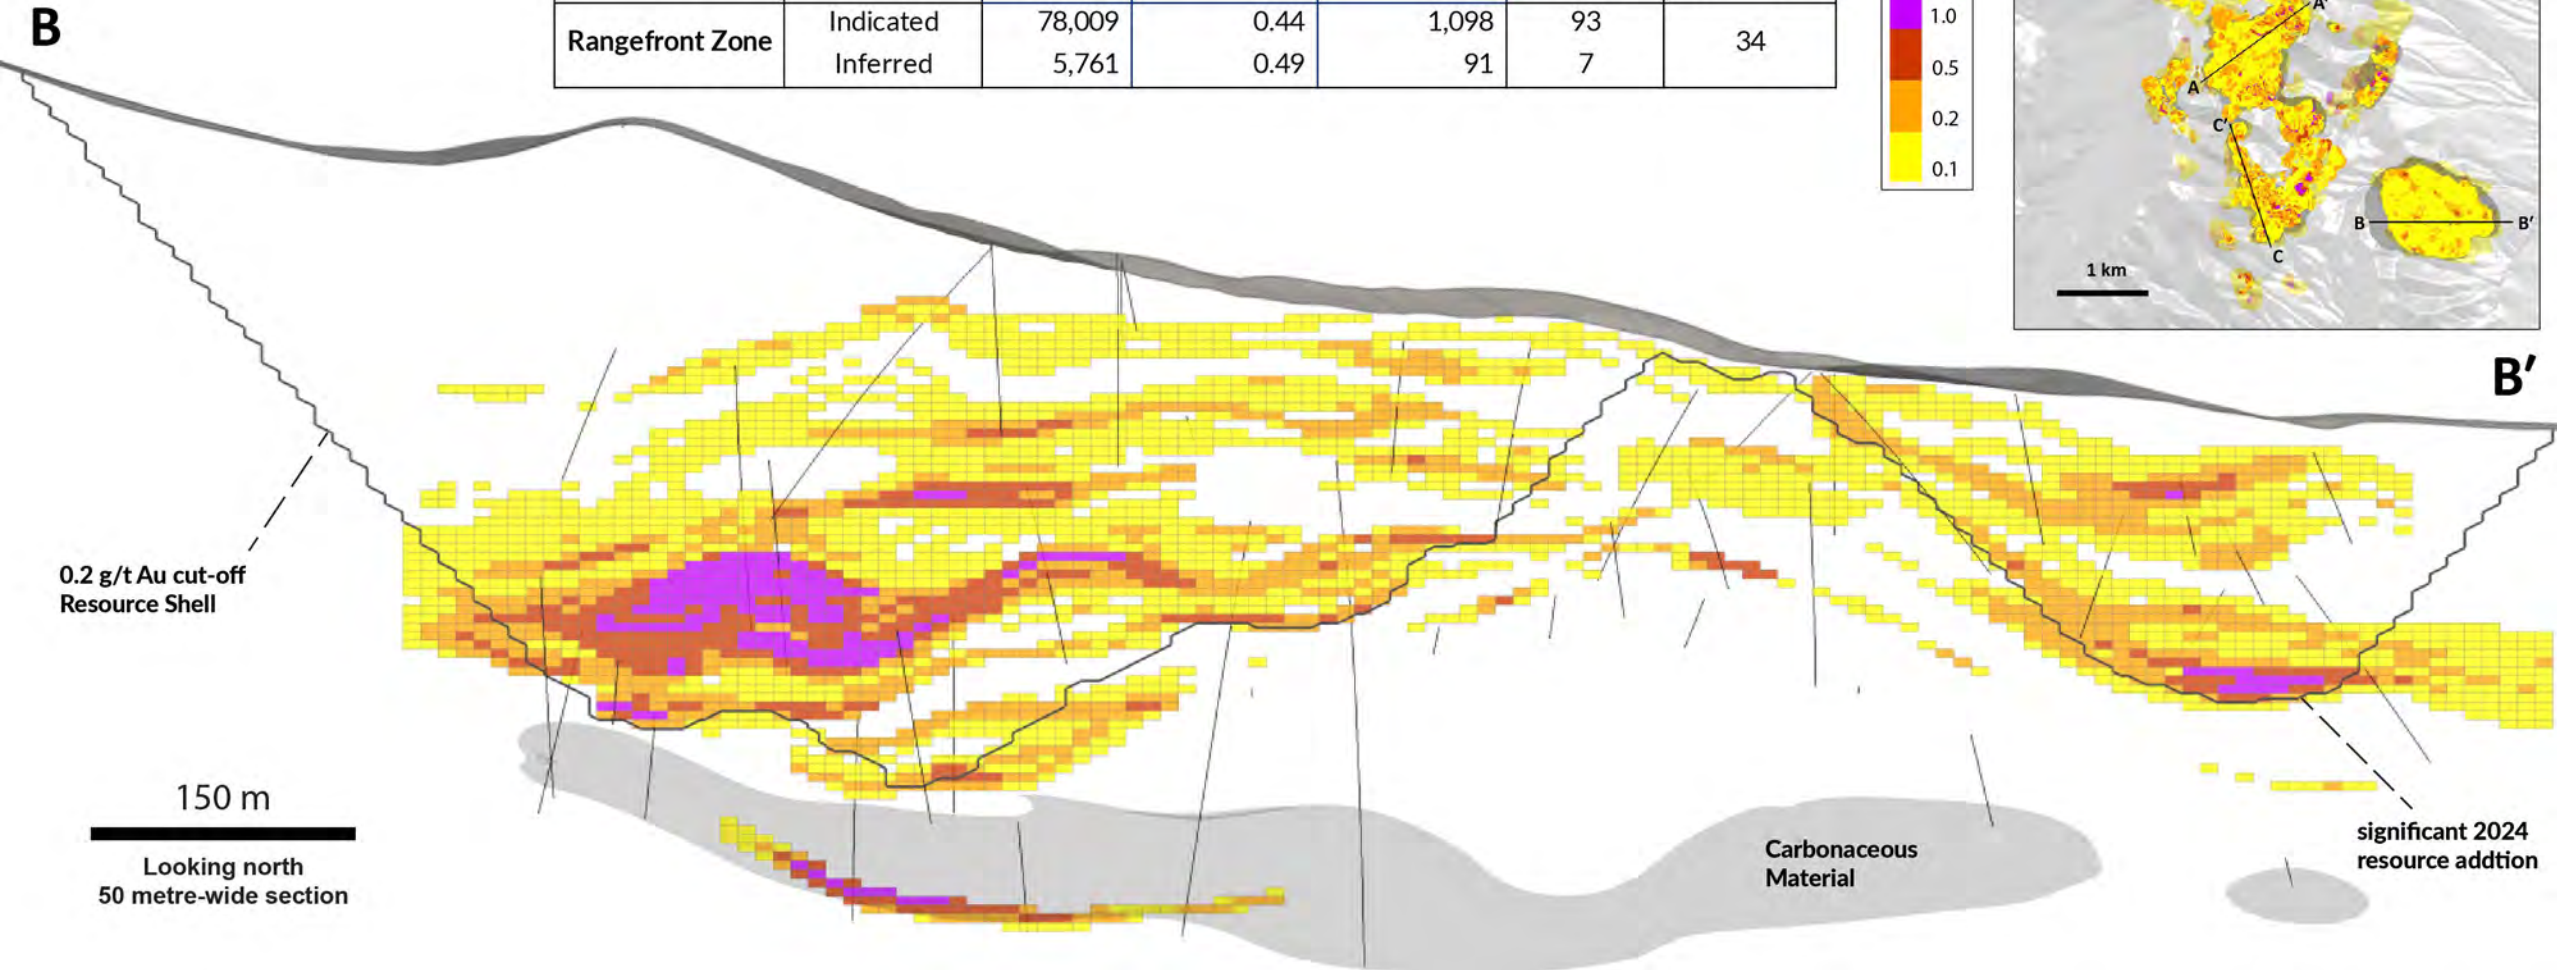 B
Rangefront Zone
Indicated 78,009 0.44 1,098 93
34
Inferred 5,761 0.49 91 7
1.0
0.5
0.2
0.1
A'
A
C'
B
B'
C
1 km
B'
0.2 g/t Au cut-off
Resource Shell
150 m
Looking north
50 metre-wide section
Carbonaceous
Material
significant 2024
resource addtion